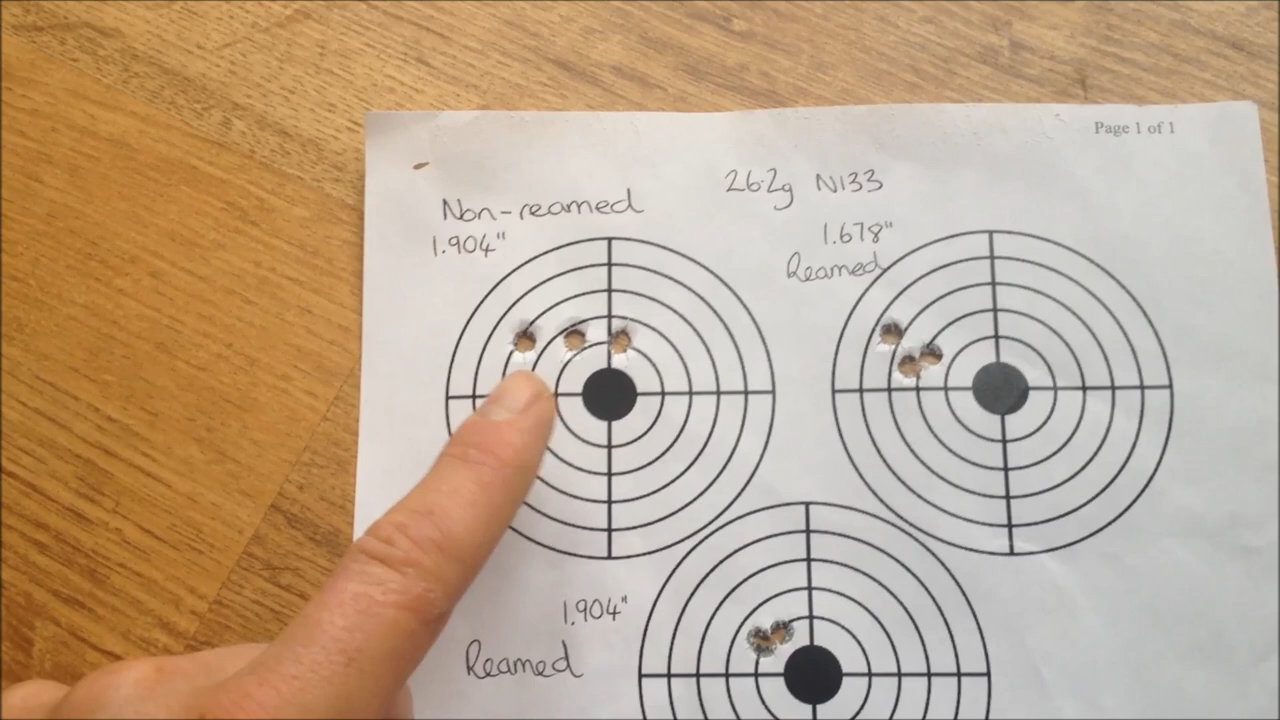 Page 1 of 1
26.2g N133
Non-reamed
1.904"
1.678"
Reamed
1.904"
Reamed